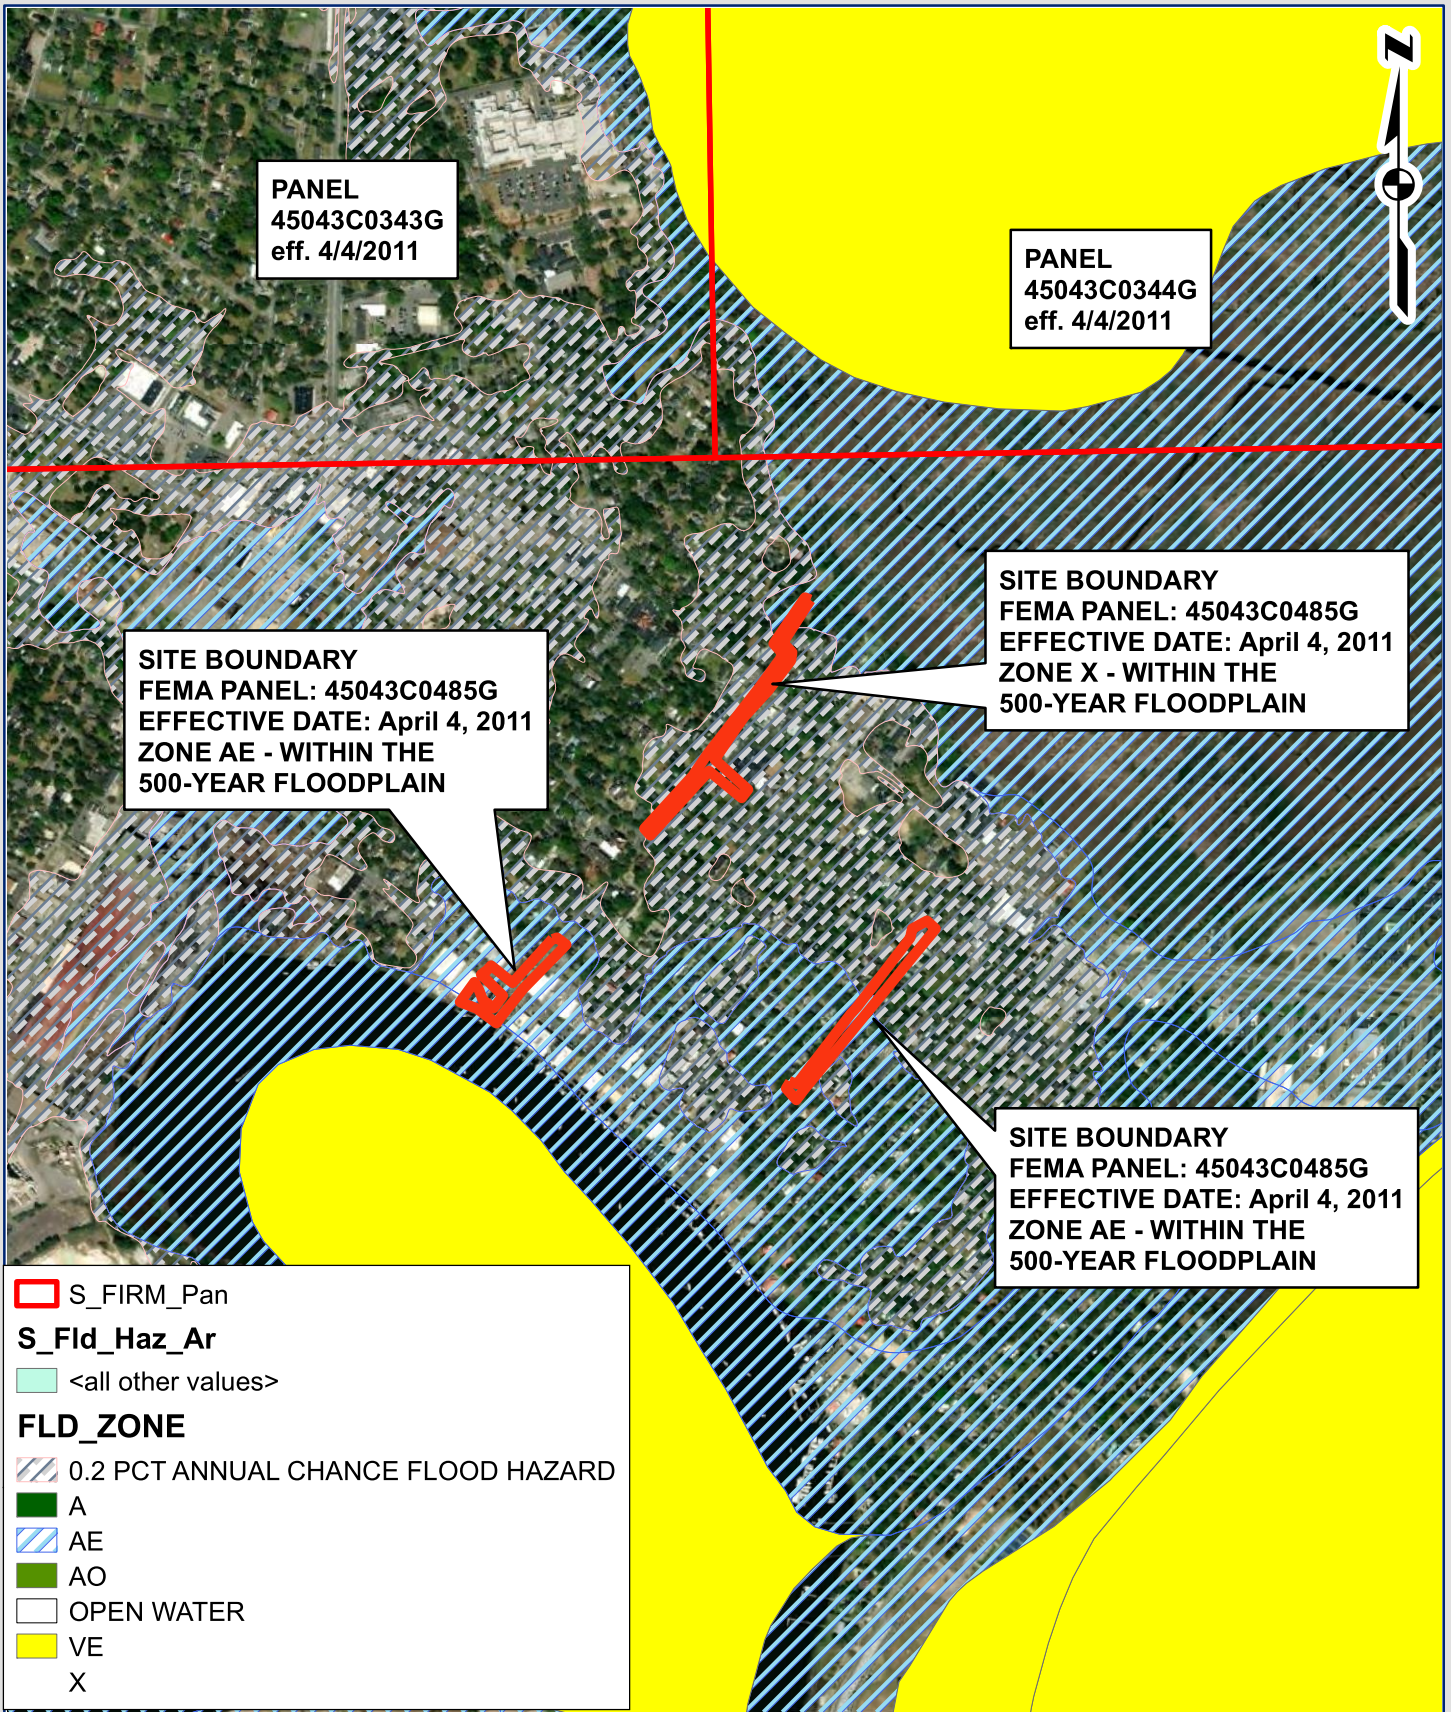 N
PANEL
45043C0343G
eff. 4/4/2011
PANEL
45043C0344G
eff. 4/4/2011
SITE BOUNDARY
FEMA PANEL: 45043C0485G
EFFECTIVE DATE: April 4, 2011
ZONE X - WITHIN THE
500-YEAR FLOODPLAIN
SITE BOUNDARY
FEMA PANEL: 45043C0485G
EFFECTIVE DATE: April 4, 2011
ZONE AE - WITHIN THE
500-YEAR FLOODPLAIN
SITE BOUNDARY
FEMA PANEL: 45043C0485G
EFFECTIVE DATE: April 4, 2011
ZONE AE - WITHIN THE
500-YEAR FLOODPLAIN
S_FIRM_Pan
S_Fld_Haz_Ar
<all other values>
FLD_ZONE
0.2 PCT ANNUAL CHANCE FLOOD HAZARD
A
AE
AO
OPEN WATER
VE
X